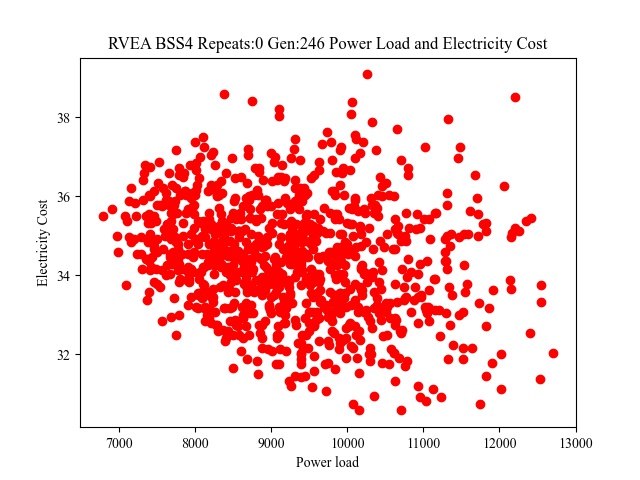 RVEA BSS4 Repeats:0 Gen:246 Power Load and Electricity Cost
38
36
34
32
Electricity Cost
7000 8000 9000 10000 11000 12000 13000
Power load